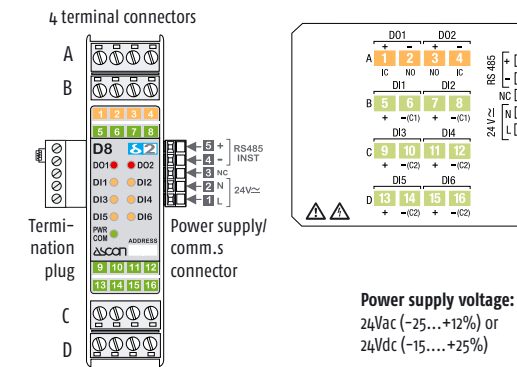 4 terminal connectors
A
B
1 2 3 4
5 6 7 8
D8
DO1 DO2
DI1 DI2
DI3 DI4
DI5 DI6
PWR
COM
ADDRESS
ascon
9 10 11 12
13 14 15 16
C
D
Termi-
nation
plug
5 + RS485
4 - INST
3 NC
2 N 24V≂
1 L
Power supply/
comm.s
connector
DO1 DO2
+ - + -
A 1 2 3 4
IC NO NO IC
DI1 DI2
B 5 6 7 8
+ -(C1) + -(C1)
DI3 DI4
C 9 10 11 12
+ -(C2) + -(C2)
DI5 DI6
D 13 14 15 16
+ -(C2) + -(C2)
RS 485
+
-
NC
24V≂
N
L
Power supply voltage:
24Vac (-25...+12%) or
24Vdc (-15....+25%)